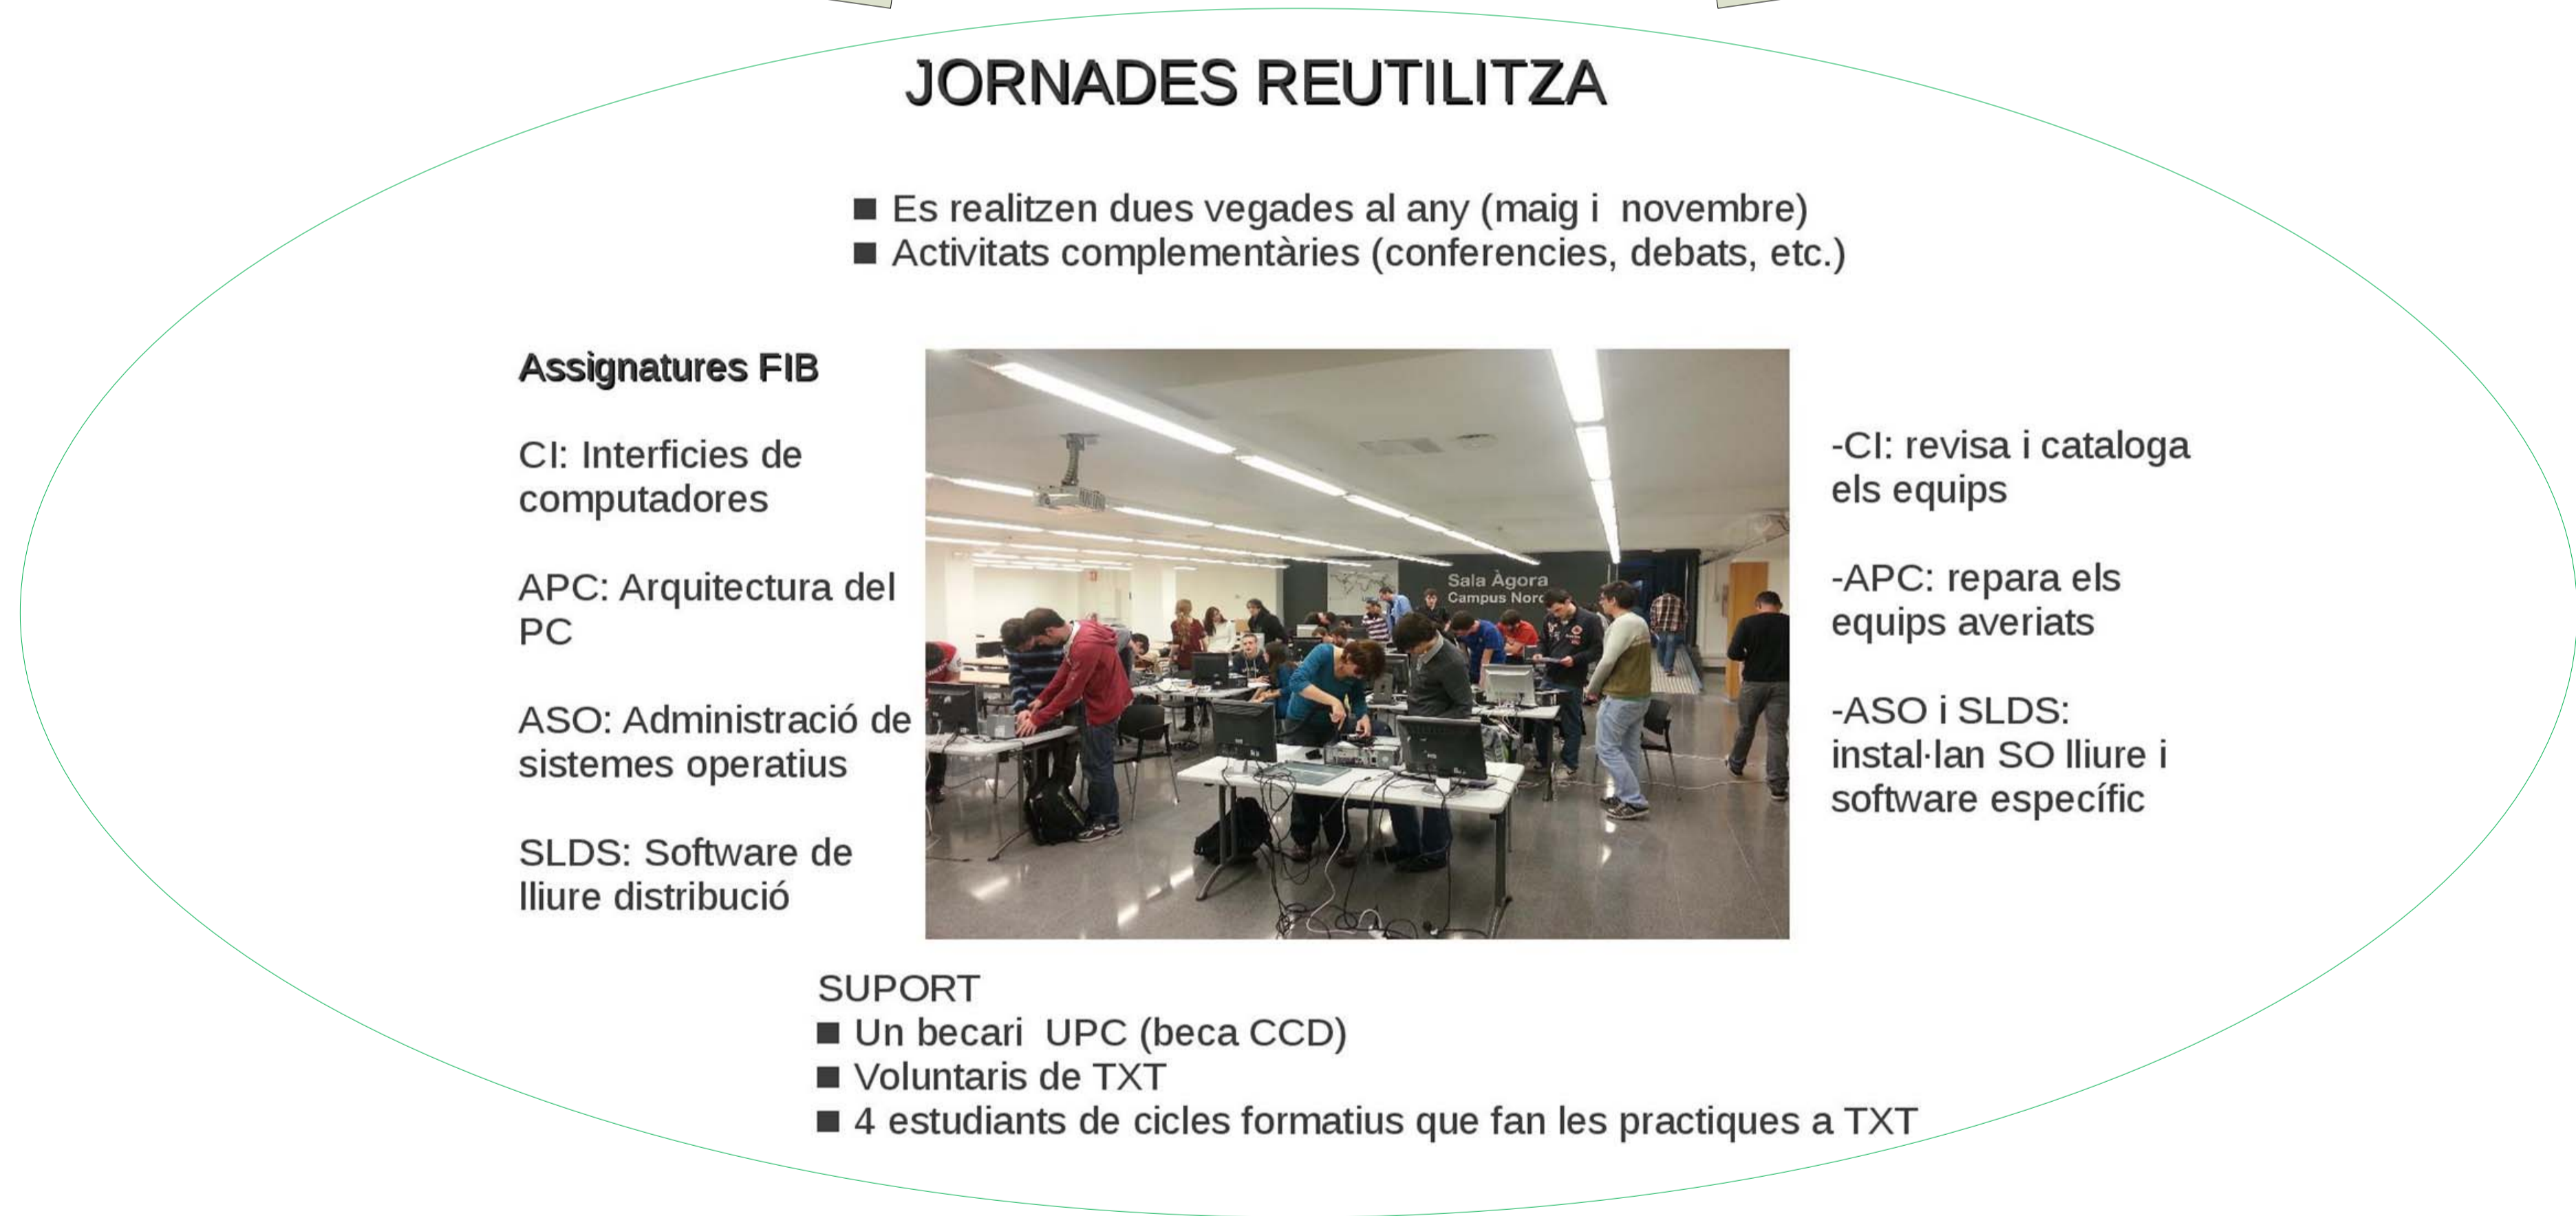 JORNADES REUTILITZA
■ Es realitzen dues vegades al any (maig i novembre)
■ Activitats complementàries (conferencies, debats, etc.)
Assignatures FIB
CI: Interficies de
computadores
APC: Arquitectura del
PC
ASO: Administració de
sistemes operatius
SLDS: Software de
lliure distribució
Sala Àgora
Campus Nord
-CI: revisa i cataloga
els equips
-APC: repara els
equips averiats
-ASO i SLDS:
instal·lan SO lliure i
software específic
SUPORT
■ Un becari UPC (beca CCD)
■ Voluntaris de TXT
■ 4 estudiants de cicles formatius que fan les practiques a TXT